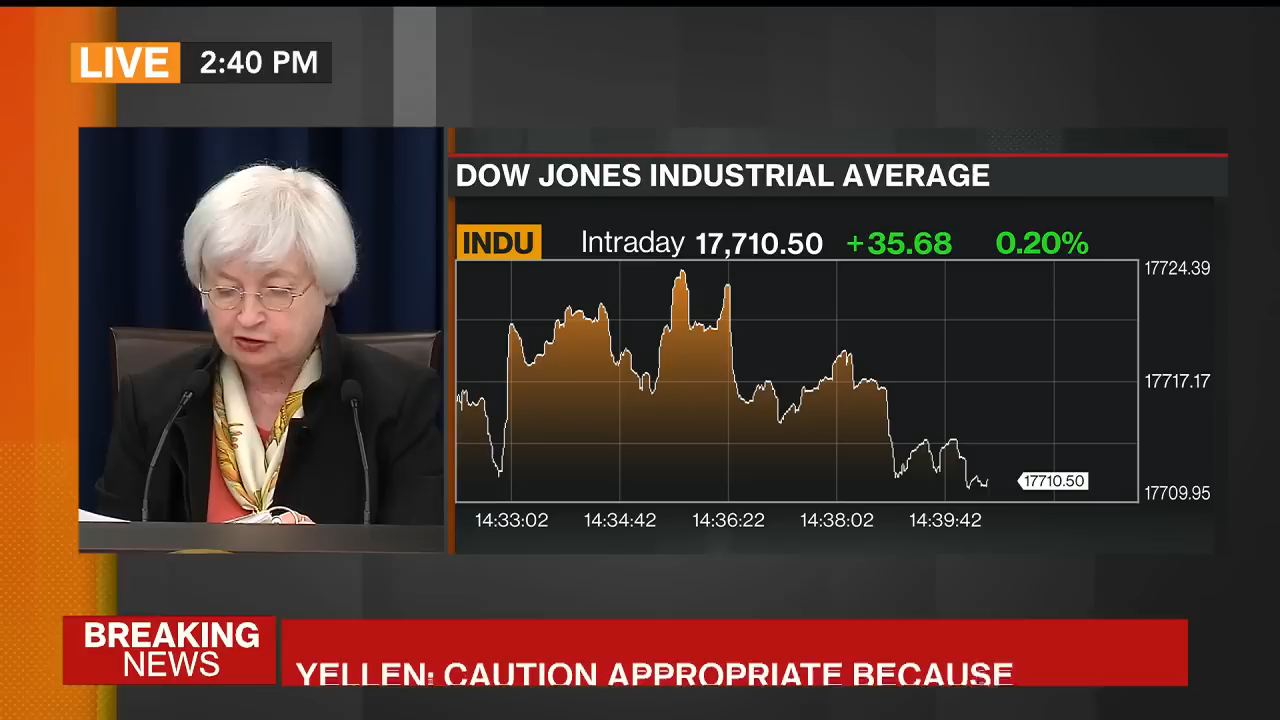 LIVE 2:40 PM
DOW JONES INDUSTRIAL AVERAGE
INDU Intraday 17,710.50 +35.68 0.20%
17724.39
17717.17
17710.50
17709.95
14:33:02 14:34:42 14:36:22 14:38:02 14:39:42
BREAKING
NEWS
YELLEN: CAUTION APPROPRIATE BECAUSE